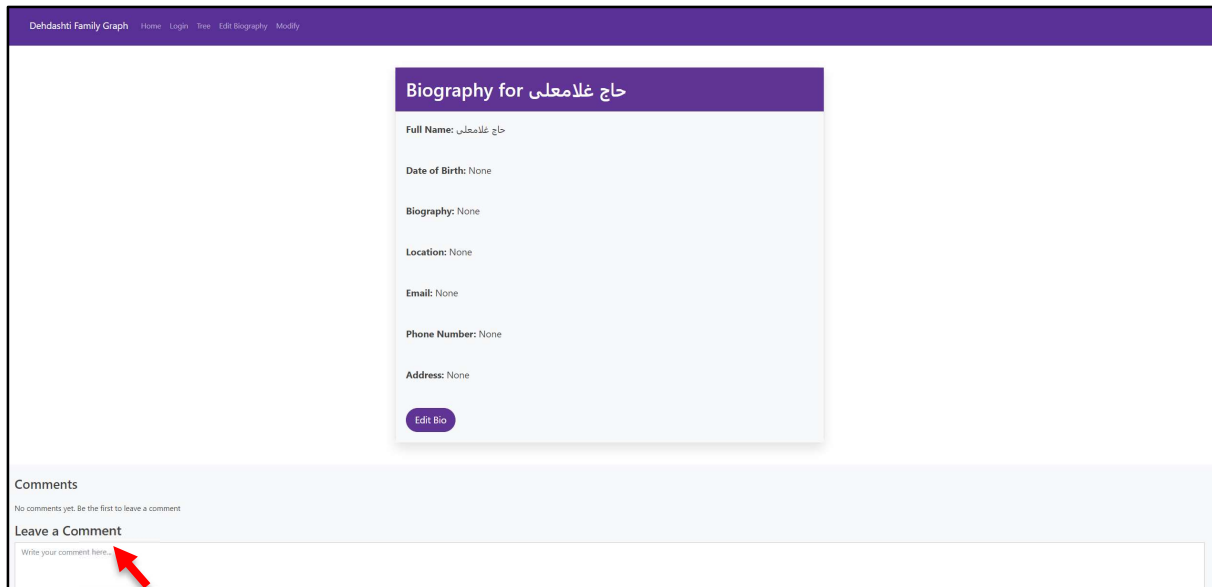 Dehdashti Family Graph Home Login Tree Edit Biography Modify
Biography for حاج غلامعلی
Full Name: حاج غلامعلی
Date of Birth: None
Biography: None
Location: None
Email: None
Phone Number: None
Address: None
Edit Bio
Comments
No comments yet. Be the first to leave a comment
Leave a Comment
Write your comment here...